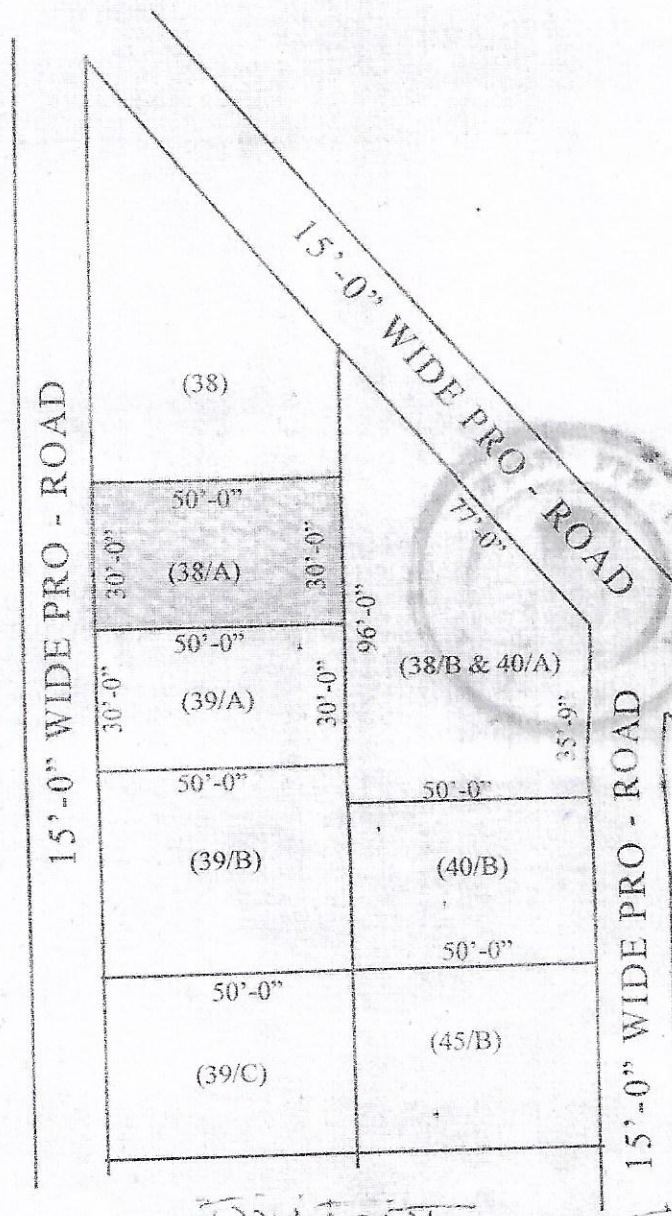 15'-0" WIDE PRO - ROAD
15'-0" WIDE PRO - ROAD
(38)
50'-0"
30'-0"
(38/A)
30'-0"
77'-0"
50'-0"
30'-0"
(39/A)
30'-0"
96'-0"
(38/B & 40/A)
35'-9"
50'-0"
50'-0"
(39/B)
(40/B)
50'-0"
50'-0"
(39/C)
(45/B)
15'-0" WIDE PRO - ROAD